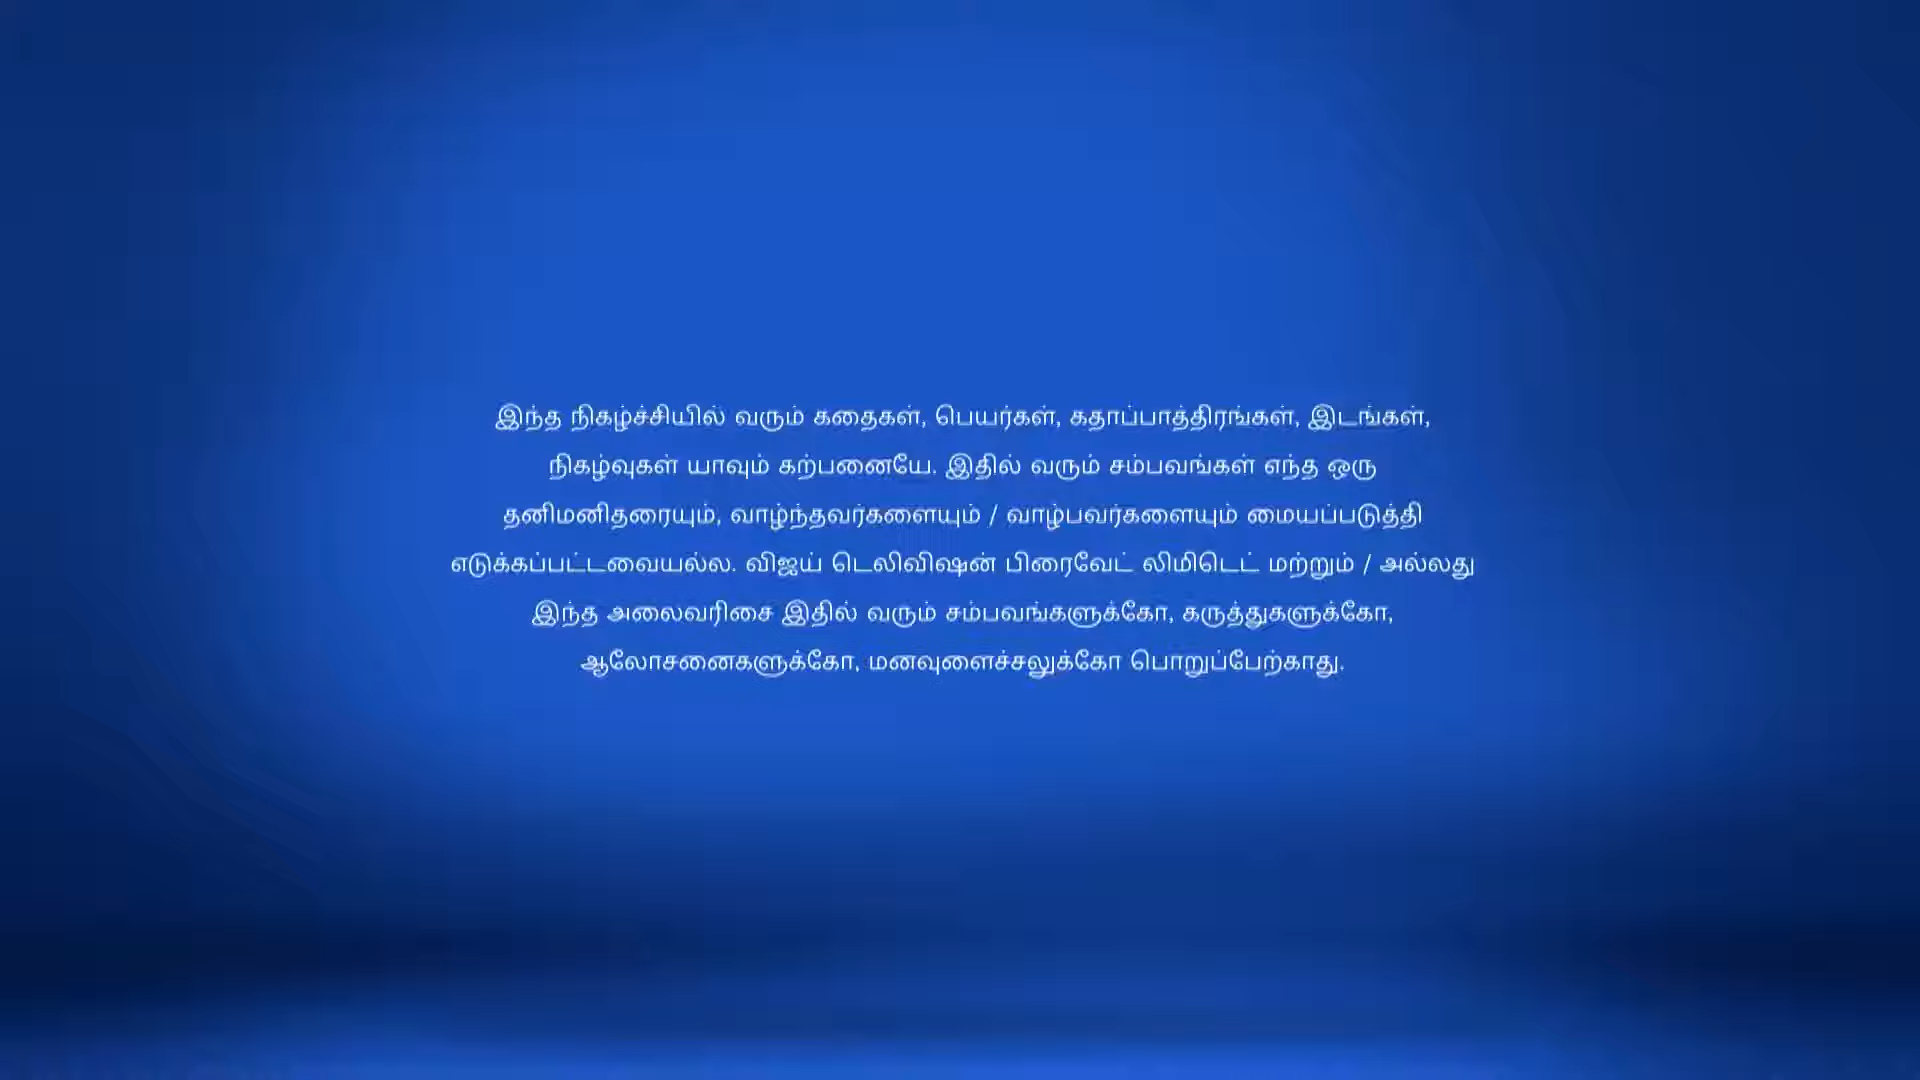 இந்த நிகழ்ச்சியில் வரும் கதைகள், பெயர்கள், கதாப்பாத்திரங்கள், இடங்கள்,
நிகழ்வுகள் யாவும் கற்பனையே. இதில் வரும் சம்பவங்கள் எந்த ஒரு
தனிமனிதரையும், வாழ்ந்தவர்களையும் / வாழ்பவர்களையும் மையப்படுத்தி
எடுக்கப்பட்டவையல்ல. விஜய் டெலிவிஷன் பிரைவேட் லிமிடெட் மற்றும் / அல்லது
இந்த அலைவரிசை இதில் வரும் சம்பவங்களுக்கோ, கருத்துகளுக்கோ,
ஆலோசனைகளுக்கோ, மனவுளைச்சலுக்கோ பொறுப்பேற்காது.